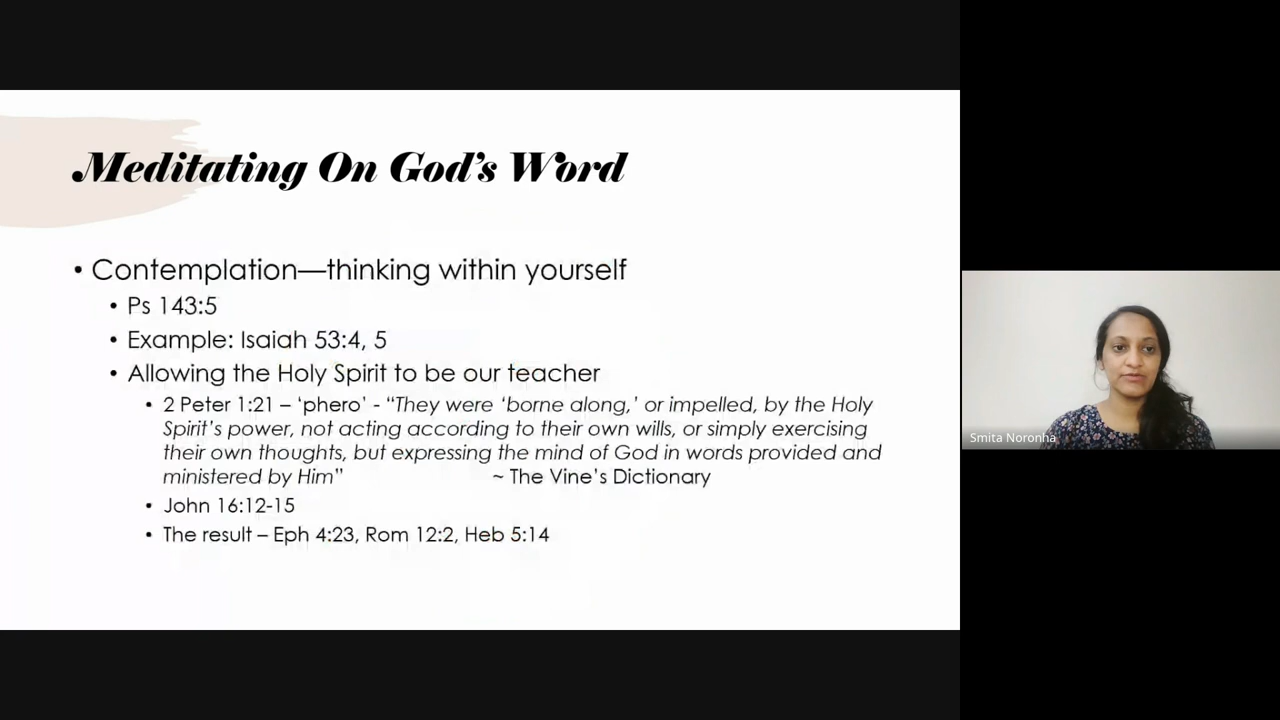 Meditating On God's Word
• Contemplation—thinking within yourself
• Ps 143:5
• Example: Isaiah 53:4, 5
• Allowing the Holy Spirit to be our teacher
• 2 Peter 1:21 – ‘phero’ - “They were ‘borne along,’ or impelled, by the Holy
Spirit’s power, not acting according to their own wills, or simply exercising
their own thoughts, but expressing the mind of God in words provided and
ministered by Him” ~ The Vine’s Dictionary
• John 16:12-15
• The result – Eph 4:23, Rom 12:2, Heb 5:14
Smita Noronha